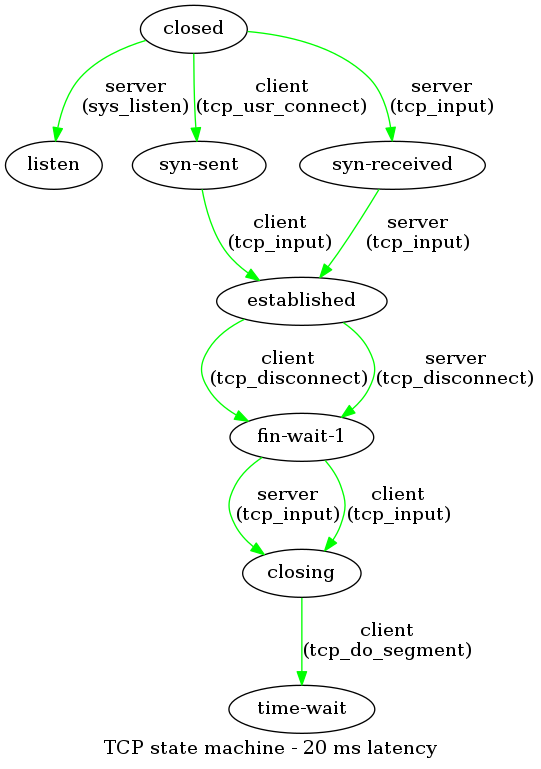 closed
server
(sys_listen)
client
(tcp_usr_connect)
server
(tcp_input)
listen
syn-sent
syn-received
client
(tcp_input)
server
(tcp_input)
established
client
(tcp_disconnect)
server
(tcp_disconnect)
fin-wait-1
server
(tcp_input)
client
(tcp_input)
closing
client
(tcp_do_segment)
time-wait
TCP state machine - 20 ms latency